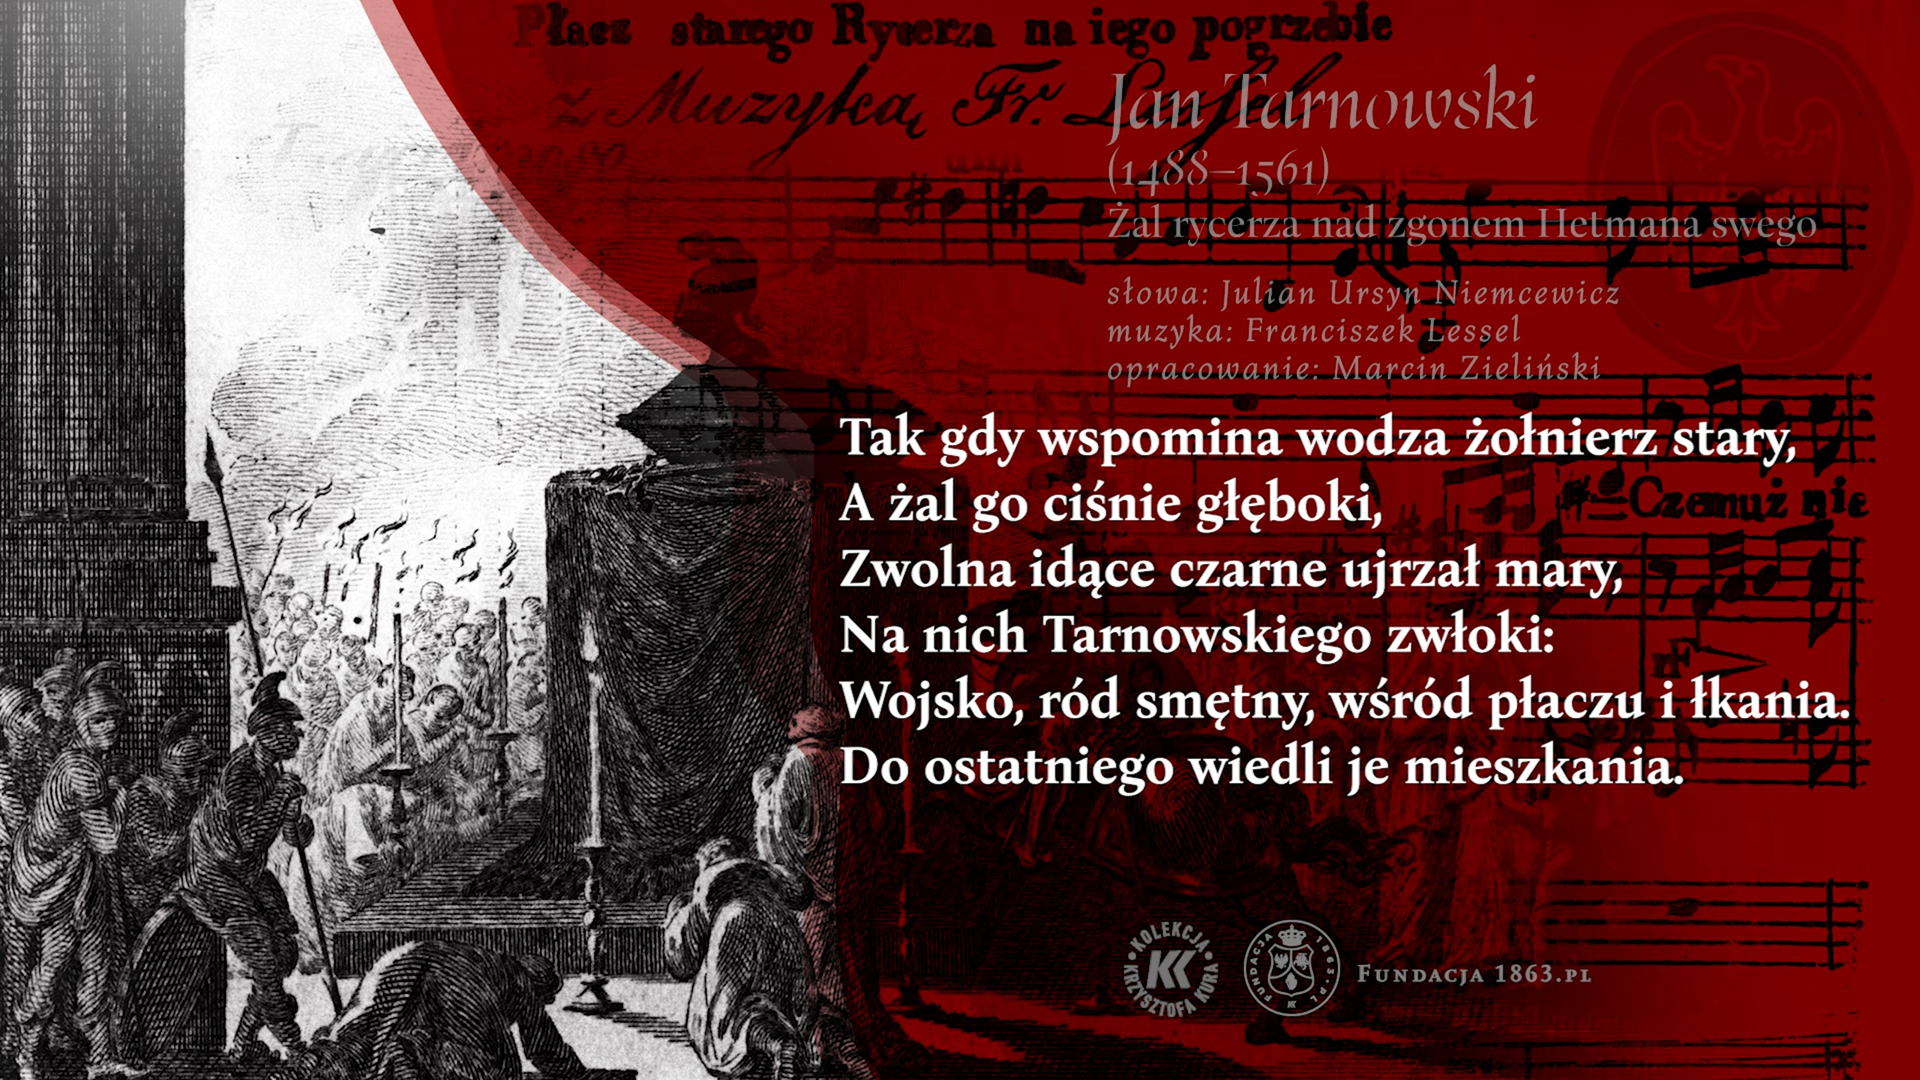 Płacz starego Rycerza na iego pogrzebie
z Muzyką Fr. Lessel
Jan Tarnowski
(1488–1561)
Żal rycerza nad zgonem Hetmana swego
słowa: Julian Ursyn Niemcewicz
muzyka: Franciszek Lessel
opracowanie: Marcin Zieliński
Tak gdy wspomina wodza żołnierz stary,
A żal go ciśnie głęboki,
Czemuż nie
Zwolna idące czarne ujrzał mary,
Na nich Tarnowskiego zwłoki:
Wojsko, ród smętny, wśród płaczu i łkania.
Do ostatniego wiedli je mieszkania.
KOLEKCJA KRZYSZTOFA KURA
KK
FUNDACJA 1863.PL
Fundacja 1863.pl